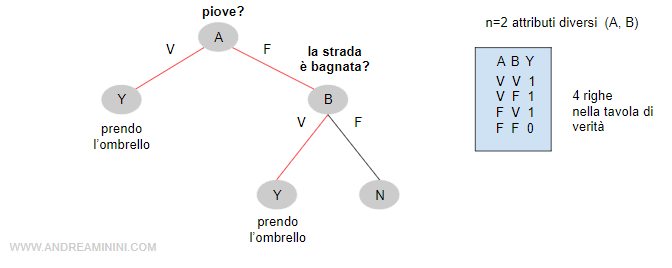 piove?
A
V
F
la strada
è bagnata?
Y
B
prendo
l'ombrello
V
F
Y
N
prendo
l'ombrello
n=2 attributi diversi (A, B)
A B Y
V V 1
V F 1
F V 1
F F 0
4 righe
nella tavola di
verità
WWW.ANDREAMININI.COM